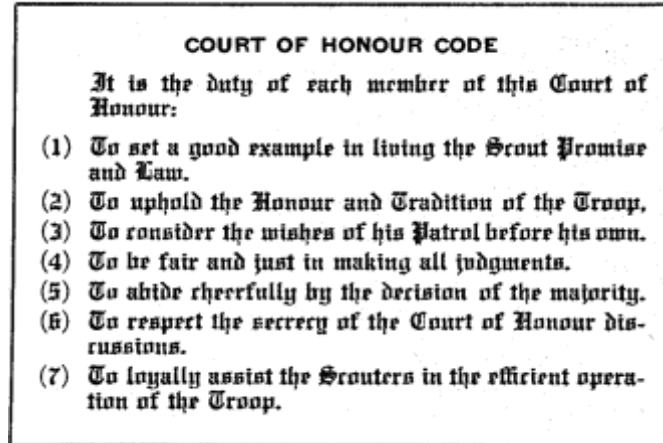 COURT OF HONOUR CODE
It is the duty of each member of this Court of
Honour:
(1) To set a good example in living the Scout Promise
and Law.
(2) To uphold the Honour and Tradition of the Troop.
(3) To consider the wishes of his Patrol before his own.
(4) To be fair and just in making all judgments.
(5) To abide cheerfully by the decision of the majority.
(6) To respect the secrecy of the Court of Honour dis-
cussions.
(7) To loyally assist the Scouters in the efficient opera-
tion of the Troop.